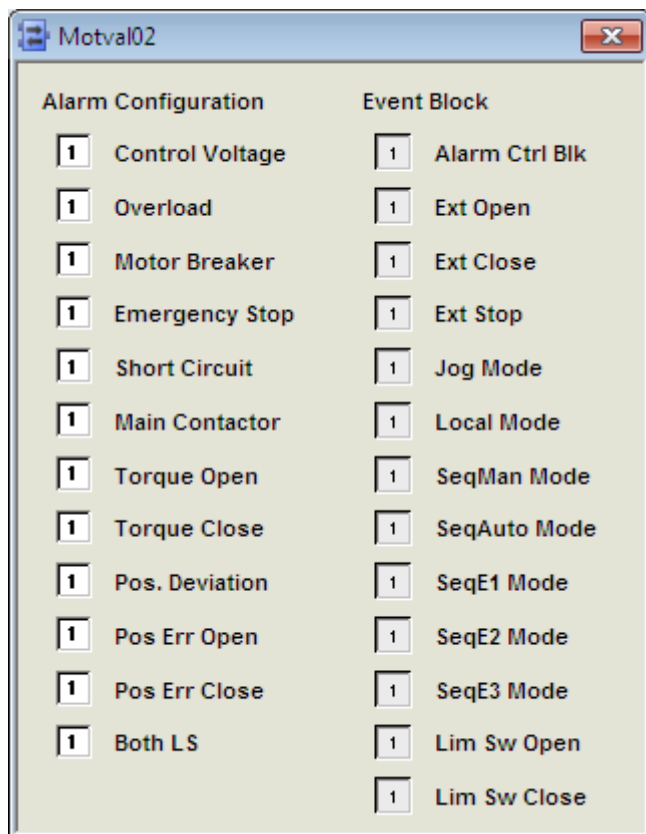 Motval02
Alarm Configuration Event Block
1 Control Voltage 1 Alarm Ctrl Blk
1 Overload 1 Ext Open
1 Motor Breaker 1 Ext Close
1 Emergency Stop 1 Ext Stop
1 Short Circuit 1 Jog Mode
1 Main Contactor 1 Local Mode
1 Torque Open 1 SeqMan Mode
1 Torque Close 1 SeqAuto Mode
1 Pos. Deviation 1 SeqE1 Mode
1 Pos Err Open 1 SeqE2 Mode
1 Pos Err Close 1 SeqE3 Mode
1 Both LS 1 Lim Sw Open
1 Lim Sw Close